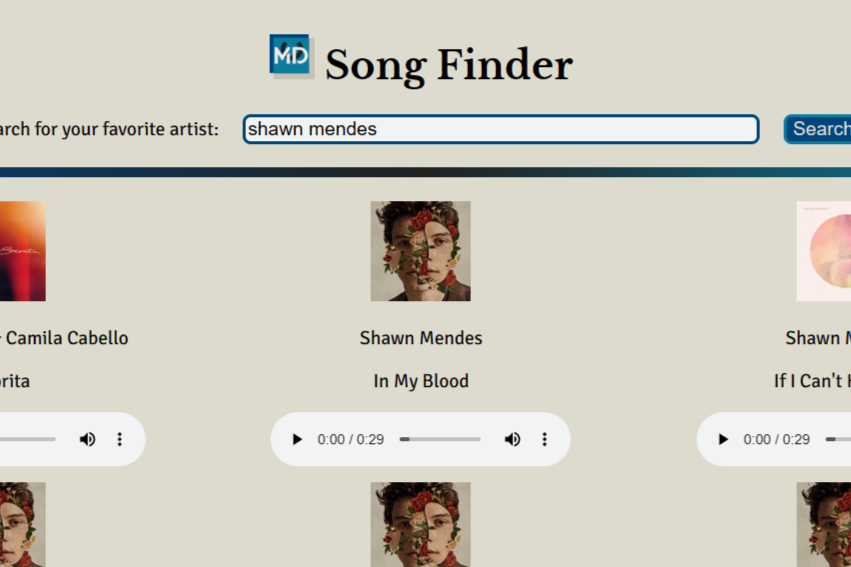 MD Song Finder
arch for your favorite artist: shawn mendes Search
Camila Cabello Shawn Mendes Shawn M
rita In My Blood If I Can't H
0:00 / 0:29 0:00 / 0:29